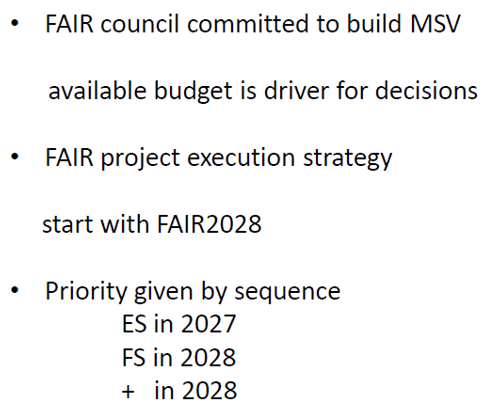 • FAIR council committed to build MSV
available budget is driver for decisions
• FAIR project execution strategy
start with FAIR2028
• Priority given by sequence
ES in 2027
FS in 2028
+ in 2028